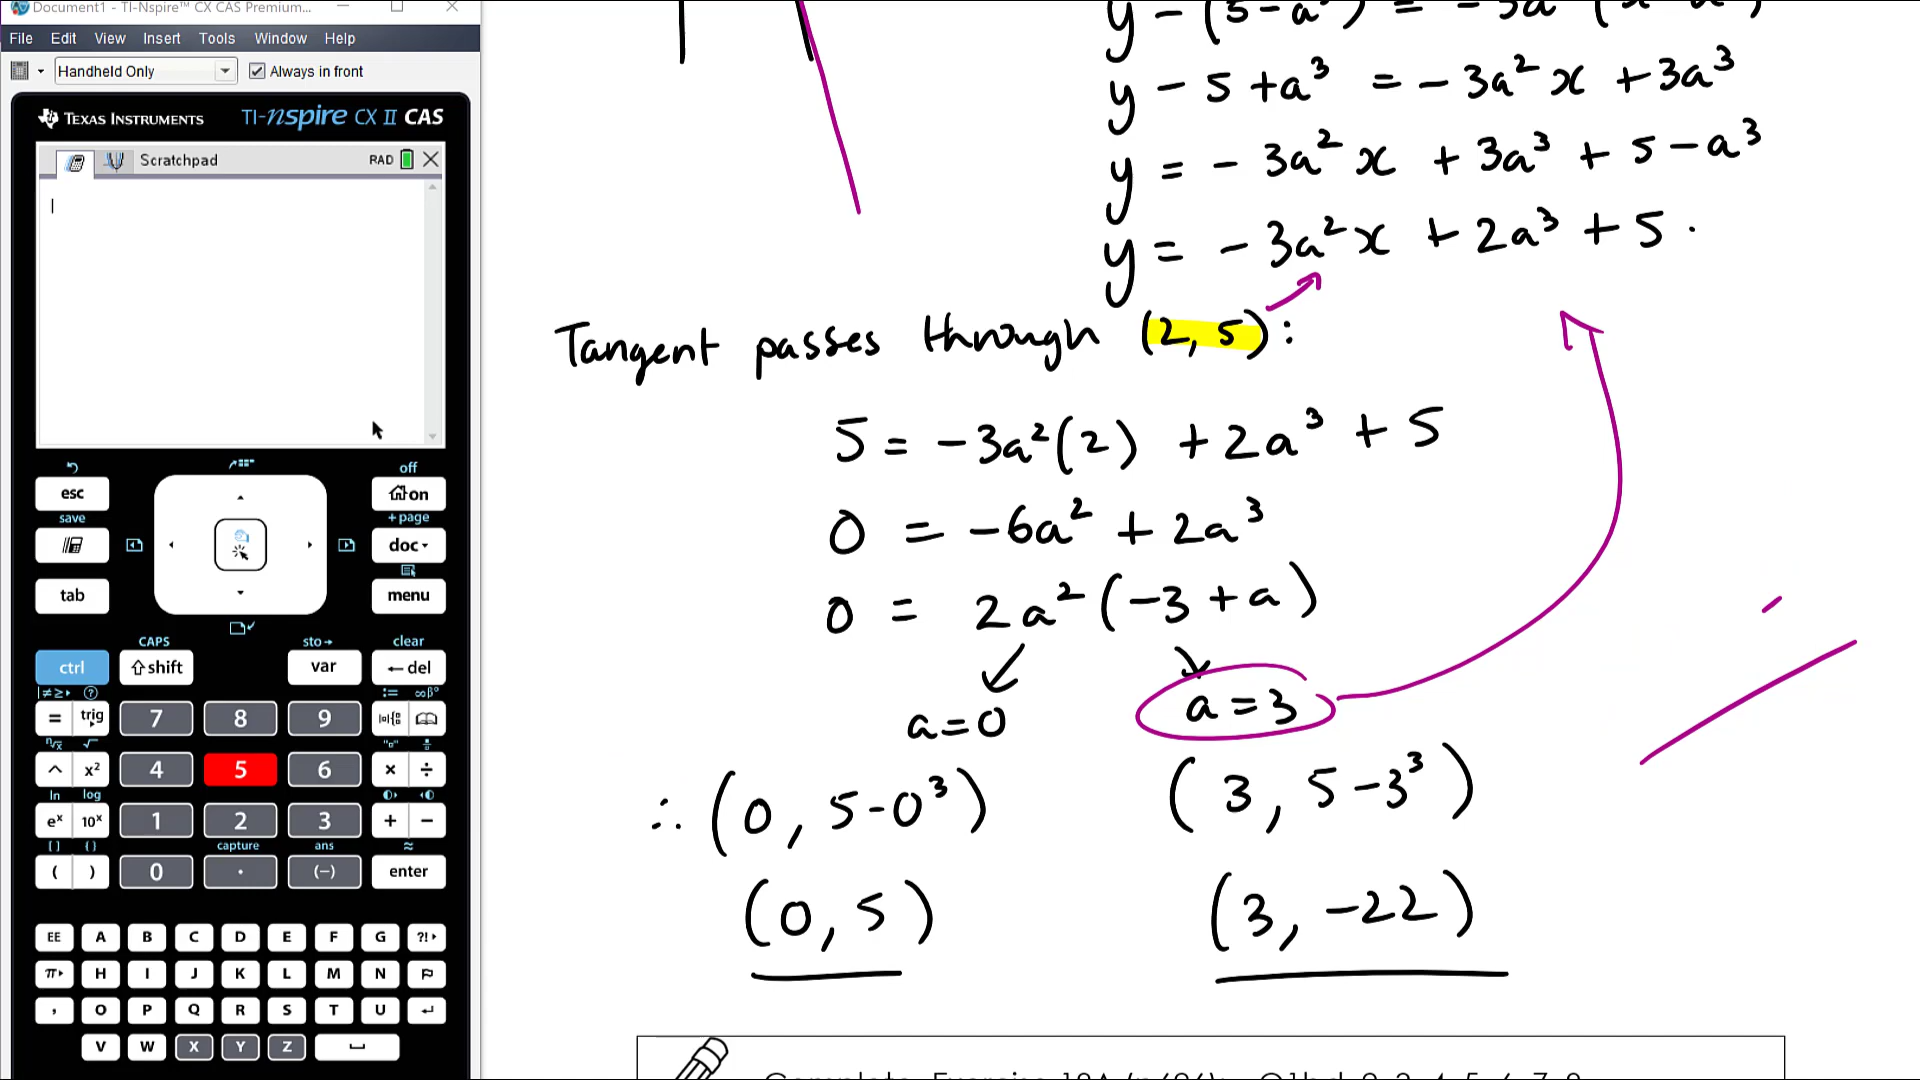 Document1 - TI-Nspire™ CX CAS Premium...
File Edit View Insert Tools Window Help
Handheld Only
Always in front
TEXAS INSTRUMENTS
TI-nspire CX II CAS
Scratchpad
RAD
off
esc
on
save
+ page
doc
tab
menu
CAPS
sto→
clear
ctrl
shift
var
← del
= trig 7 8 9
^ x² 4 5 6 × ÷
ln log
eˣ 10ˣ 1 2 3 + −
[ ] { } capture ans ≈
( ) 0 . (−) enter
EE A B C D E F G ?!
π H I J K L M N
, O P Q R S T U
V W X Y Z
y - 5 + a³ = - 3a² x + 3a³
y = - 3a² x + 3a³ + 5 - a³
y = - 3a² x + 2a³ + 5 .
Tangent passes through (2, 5):
5 = -3a²(2) + 2a³ + 5
0 = -6a² + 2a³
0 = 2a² (-3 + a)
a = 0
a = 3
∴ (0, 5-0³)
(3, 5-3³)
(0, 5)
(3, -22)